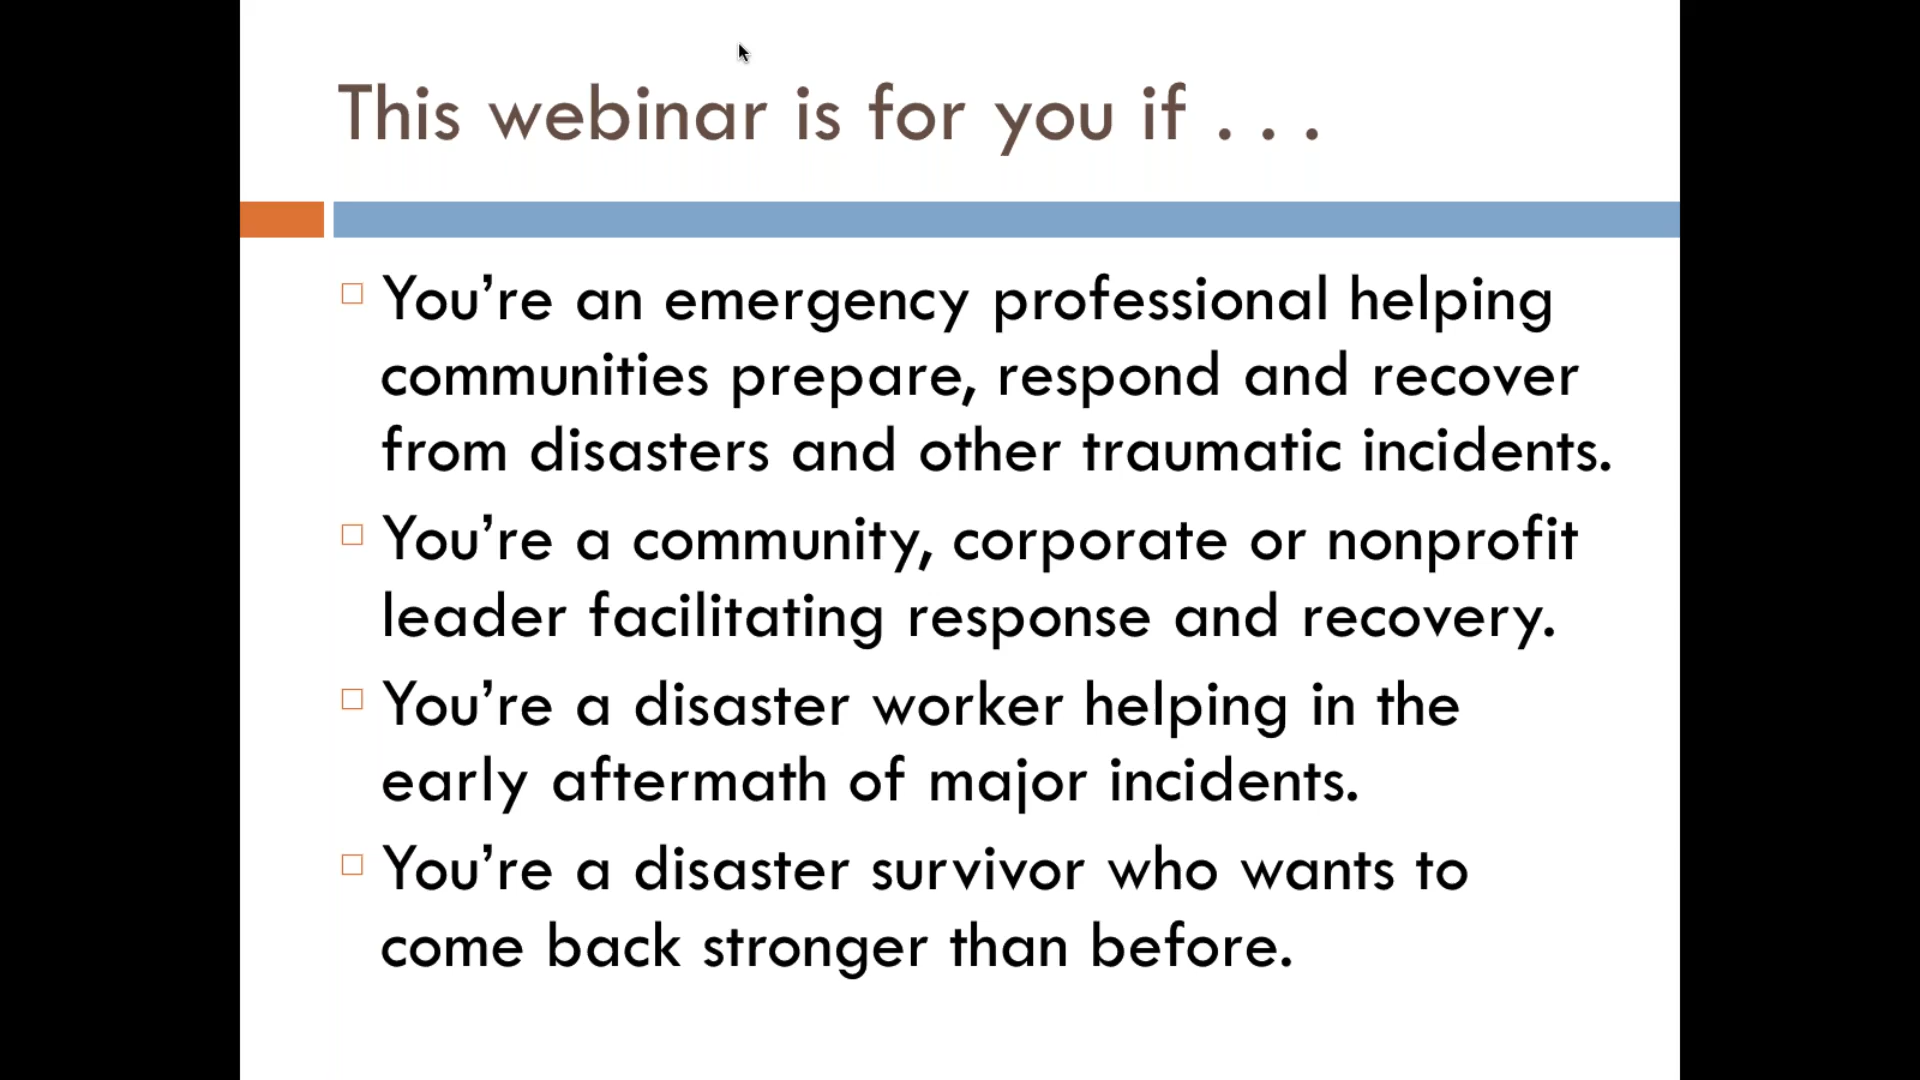 This webinar is for you if . . .
You’re an emergency professional helping
communities prepare, respond and recover
from disasters and other traumatic incidents.
You’re a community, corporate or nonprofit
leader facilitating response and recovery.
You’re a disaster worker helping in the
early aftermath of major incidents.
You’re a disaster survivor who wants to
come back stronger than before.